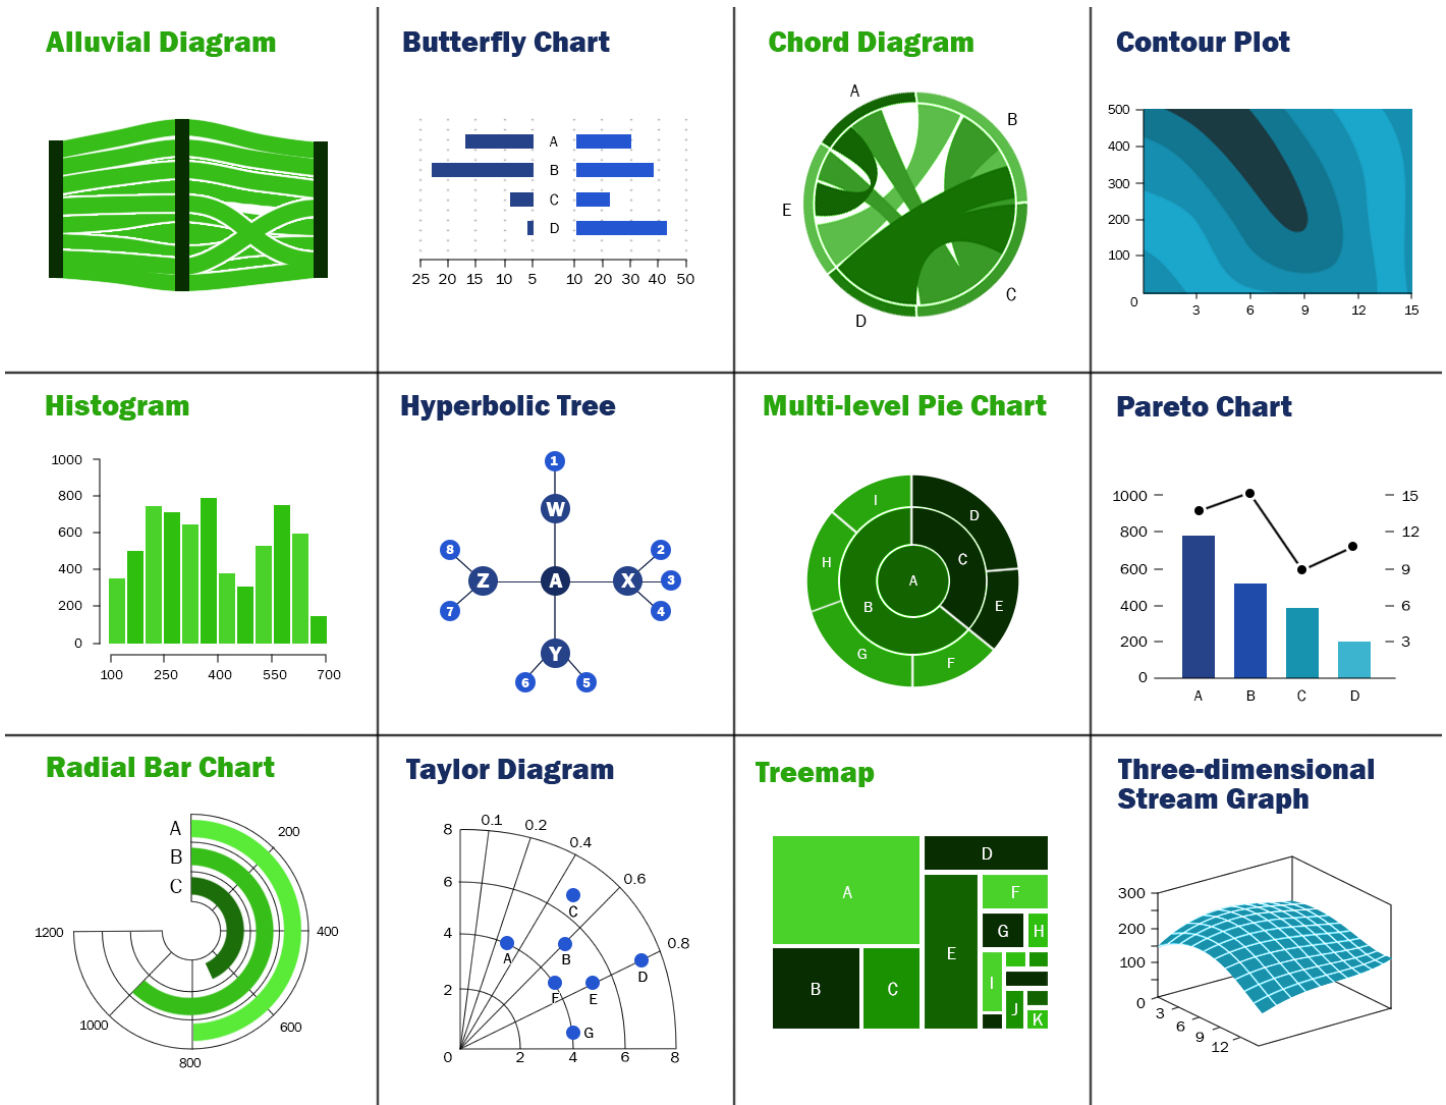 Alluvial Diagram
Butterfly Chart
A
B
C
D
25 20 15 10 5 10 20 30 40 50
Chord Diagram
A
B
E
C
D
Contour Plot
500
400
300
200
100
0
3 6 9 12 15
Histogram
1000
800
600
400
200
0
100 250 400 550 700
Hyperbolic Tree
1
W
8 2
Z A X 3
7 4
Y
6 5
Multi-level Pie Chart
I
D
H C
A
B E
G F
Pareto Chart
1000 15
800 12
600 9
400 6
200 3
0
A B C D
Radial Bar Chart
A
200
B
C
1200 400
1000 600
800
Taylor Diagram
8 0.1 0.2 0.4
6 0.6
C
4 0.8
A B D
2 F E
G
0 2 4 6 8
Treemap
D
A F
G H
E
B C I
J
K
Three-dimensional
Stream Graph
300
200
100
0
3
6
9
12